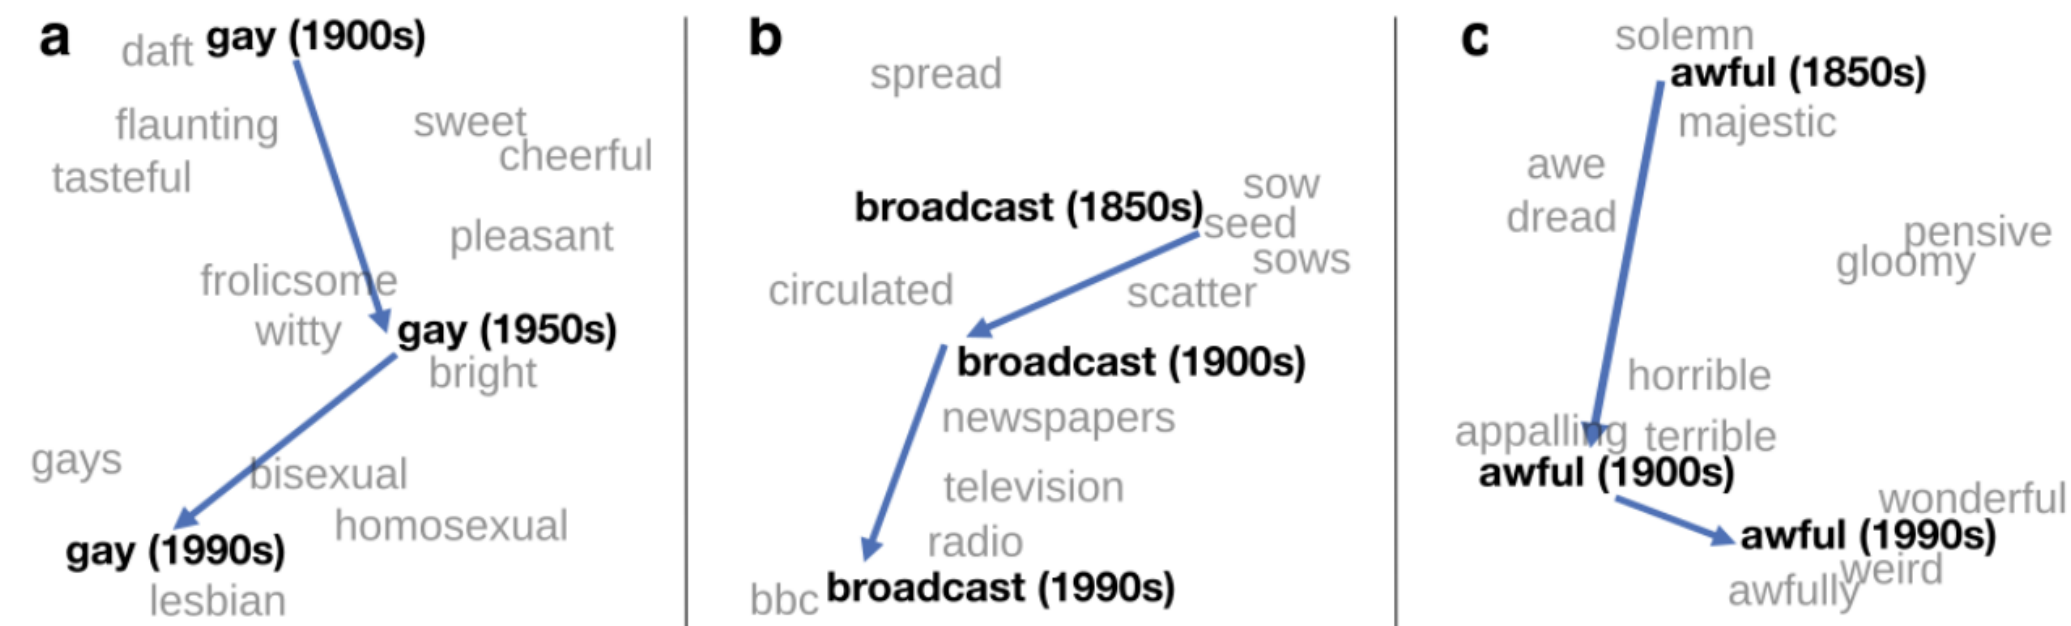 a
daft gay (1900s)
flaunting
sweet
cheerful
tasteful
pleasant
frolicsome
witty
gay (1950s)
bright
gays
bisexual
homosexual
gay (1990s)
lesbian
b
spread
sow
broadcast (1850s)
seed
sows
circulated
scatter
broadcast (1900s)
newspapers
television
radio
bbc broadcast (1990s)
c
solemn
awful (1850s)
majestic
awe
dread
pensive
gloomy
horrible
appalling terrible
awful (1900s)
wonderful
awful (1990s)
weird
awfully